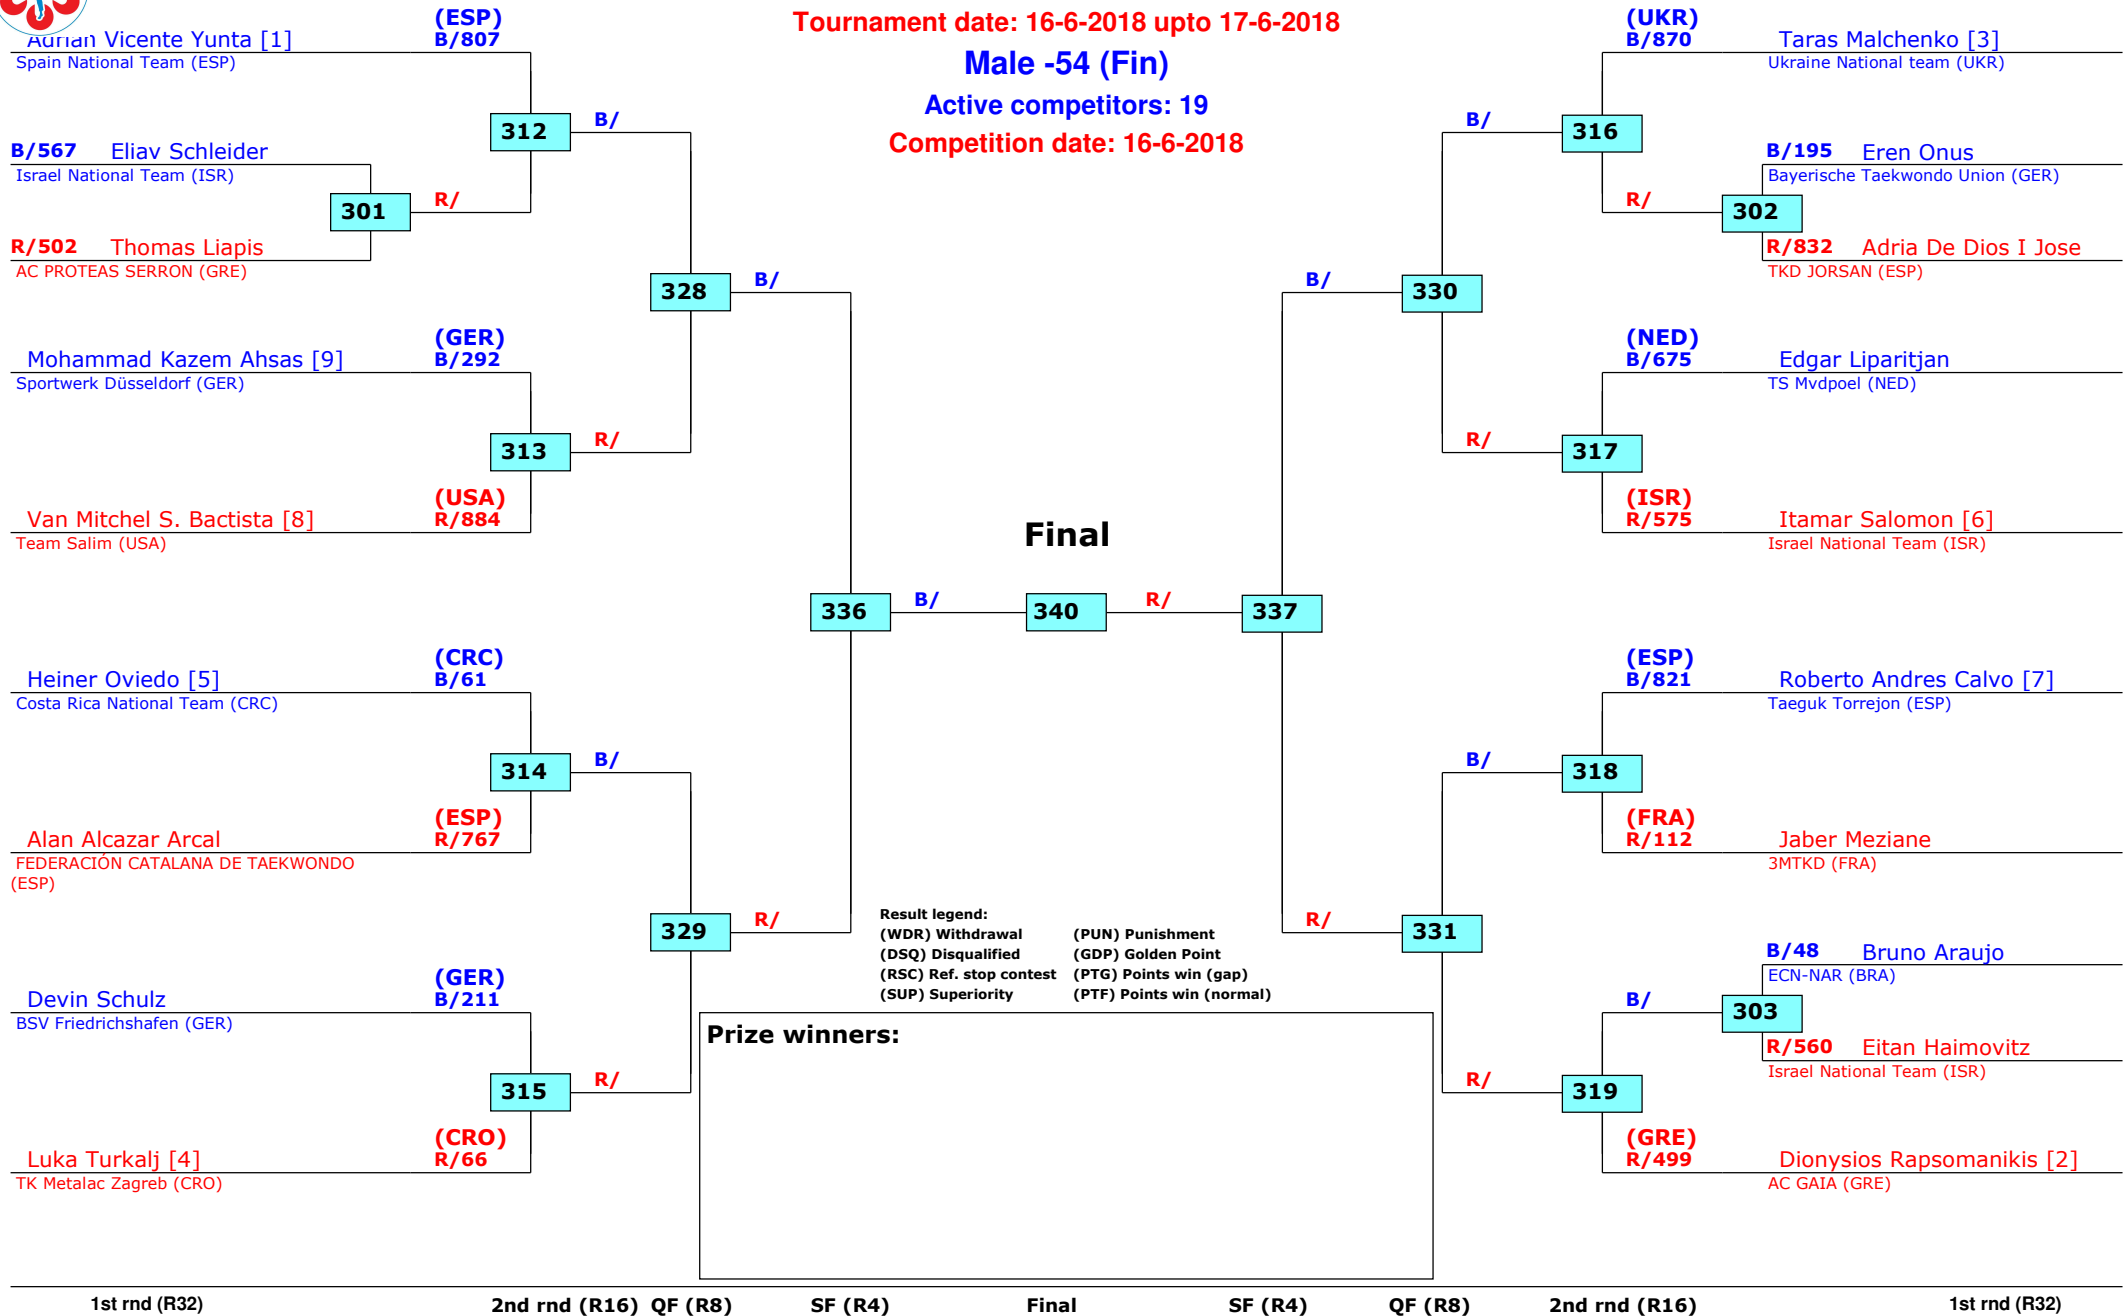 Tournament date: 16-6-2018 upto 17-6-2018
Male -54 (Fin)
Active competitors: 19
Competition date: 16-6-2018
(ESP)
Adrian Vicente Yunta [1] B/807
Spain National Team (ESP)
312 B/
B/567 Eliav Schleider
Israel National Team (ISR)
301 R/
R/502 Thomas Liapis
AC PROTEAS SERRON (GRE)
328 B/
(GER)
Mohammad Kazem Ahsas [9] B/292
Sportwerk Düsseldorf (GER)
313 R/
(USA)
Van Mitchel S. Bactista [8] R/884
Team Salim (USA)
336 B/
(CRC)
Heiner Oviedo [5] B/61
Costa Rica National Team (CRC)
314 B/
(ESP)
Alan Alcazar Arcal R/767
FEDERACIÓN CATALANA DE TAEKWONDO
(ESP)
329 R/
(GER)
Devin Schulz B/211
BSV Friedrichshafen (GER)
315 R/
(CRO)
Luka Turkalj [4] R/66
TK Metalac Zagreb (CRO)
Final
340
(UKR)
B/870 Taras Malchenko [3]
Ukraine National team (UKR)
B/ 316
B/195 Eren Onus
Bayerische Taekwondo Union (GER)
R/ 302
R/832 Adria De Dios I Jose
TKD JORSAN (ESP)
B/ 330
(NED)
B/675 Edgar Liparitjan
TS Mvdpoel (NED)
R/ 317
(ISR)
R/575 Itamar Salomon [6]
Israel National Team (ISR)
R/ 337
(ESP)
B/821 Roberto Andres Calvo [7]
Taeguk Torrejon (ESP)
B/ 318
(FRA)
R/112 Jaber Meziane
3MTKD (FRA)
R/ 331
B/48 Bruno Araujo
ECN-NAR (BRA)
B/ 303
R/560 Eitan Haimovitz
Israel National Team (ISR)
R/ 319
(GRE)
R/499 Dionysios Rapsomanikis [2]
AC GAIA (GRE)
Result legend:
(WDR) Withdrawal (PUN) Punishment
(DSQ) Disqualified (GDP) Golden Point
(RSC) Ref. stop contest (PTG) Points win (gap)
(SUP) Superiority (PTF) Points win (normal)
Prize winners:
1st rnd (R32) 2nd rnd (R16) QF (R8) SF (R4) Final SF (R4) QF (R8) 2nd rnd (R16) 1st rnd (R32)